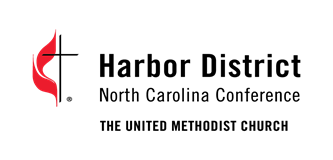 Harbor District
North Carolina Conference
THE UNITED METHODIST CHURCH
®